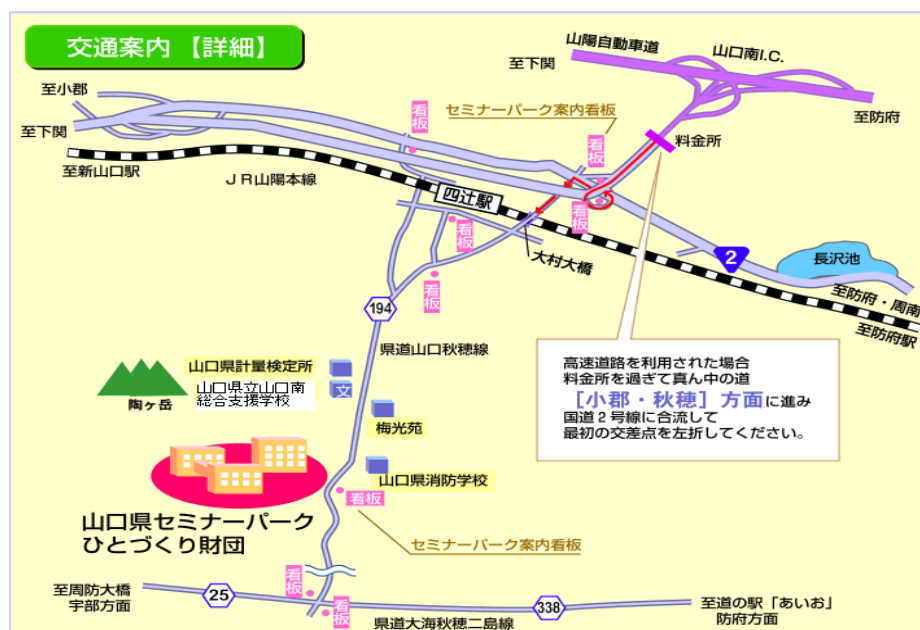 交通案内 【詳細】
山陽自動車道
山口南I.C.
至下関
至小郡
至防府
看板
セミナーパーク案内看板
料金所
至下関
看板
至新山口駅
JR山陽本線
四辻駅
看板
看板
大村大橋
2
長沢池
看板
至防府・周南
至防府駅
194
県道山口秋穂線
高速道路を利用された場合
料金所を過ぎて真ん中の道
[小郡・秋穂] 方面に進み
国道2号線に合流して
最初の交差点を左折してください。
山口県計量検定所
山口県立山口南
総合支援学校
文
陶ヶ岳
梅光苑
山口県消防学校
看板
山口県セミナーパーク
ひとづくり財団
セミナーパーク案内看板
看板
至周防大橋
宇部方面
25
看板
県道大海秋穂二島線
338
至道の駅「あいお」
防府方面